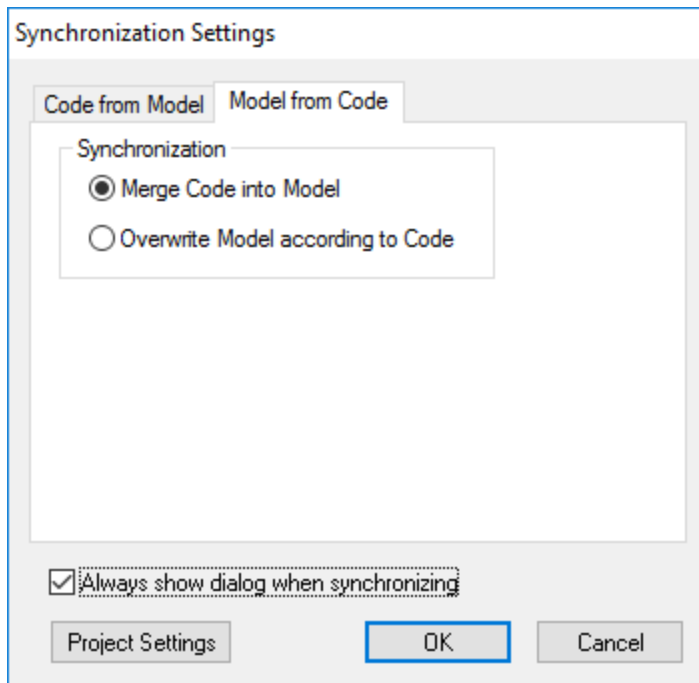 Synchronization Settings
Code from Model
Model from Code
Synchronization
Merge Code into Model
Overwrite Model according to Code
Always show dialog when synchronizing
Project Settings
OK
Cancel